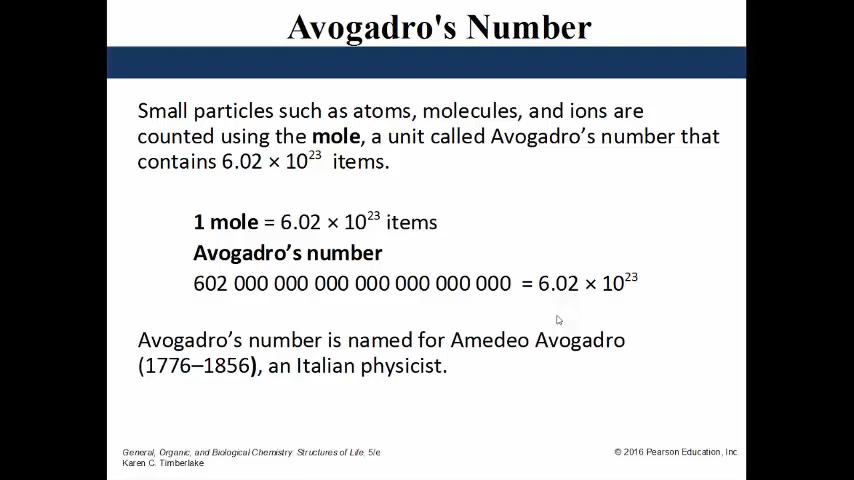 Avogadro's Number
Small particles such as atoms, molecules, and ions are
counted using the mole, a unit called Avogadro's number that
contains 6.02 × 10²³ items.
1 mole = 6.02 × 10²³ items
Avogadro's number
602 000 000 000 000 000 000 000 = 6.02 × 10²³
Avogadro's number is named for Amedeo Avogadro
(1776–1856), an Italian physicist.
General, Organic, and Biological Chemistry: Structures of Life, 5/e
Karen C. Timberlake
© 2016 Pearson Education, Inc.